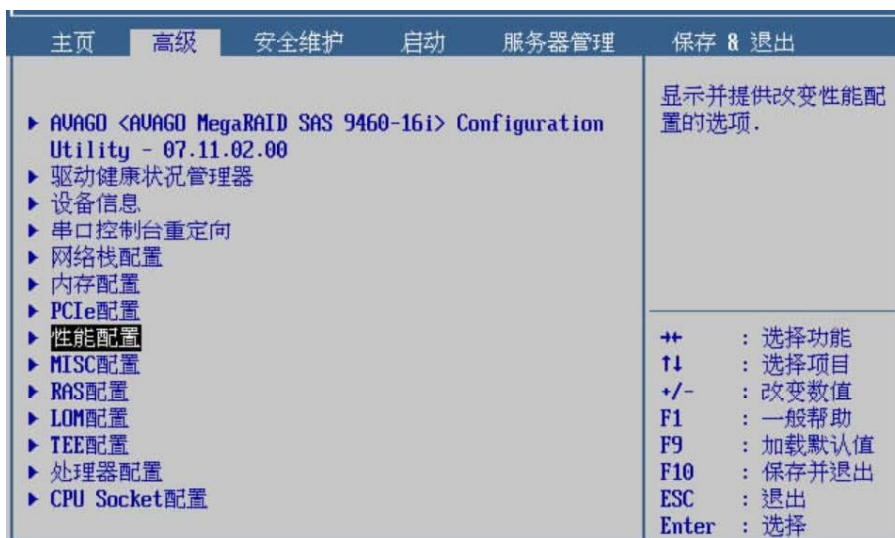 主页 高级 安全维护 启动 服务器管理 保存 & 退出
▶ AVAGO <AVAGO MegaRAID SAS 9460-16i> Configuration
Utility - 07.11.02.00
▶ 驱动健康状况管理器
▶ 设备信息
▶ 串口控制台重定向
▶ 网络栈配置
▶ 内存配置
▶ PCIe配置
▶ 性能配置
▶ MISC配置
▶ RAS配置
▶ LOM配置
▶ TEE配置
▶ 处理器配置
▶ CPU Socket配置
显示并提供改变性能配
置的选项.
→← : 选择功能
↑↓ : 选择项目
+/- : 改变数值
F1 : 一般帮助
F9 : 加载默认值
F10 : 保存并退出
ESC : 退出
Enter : 选择